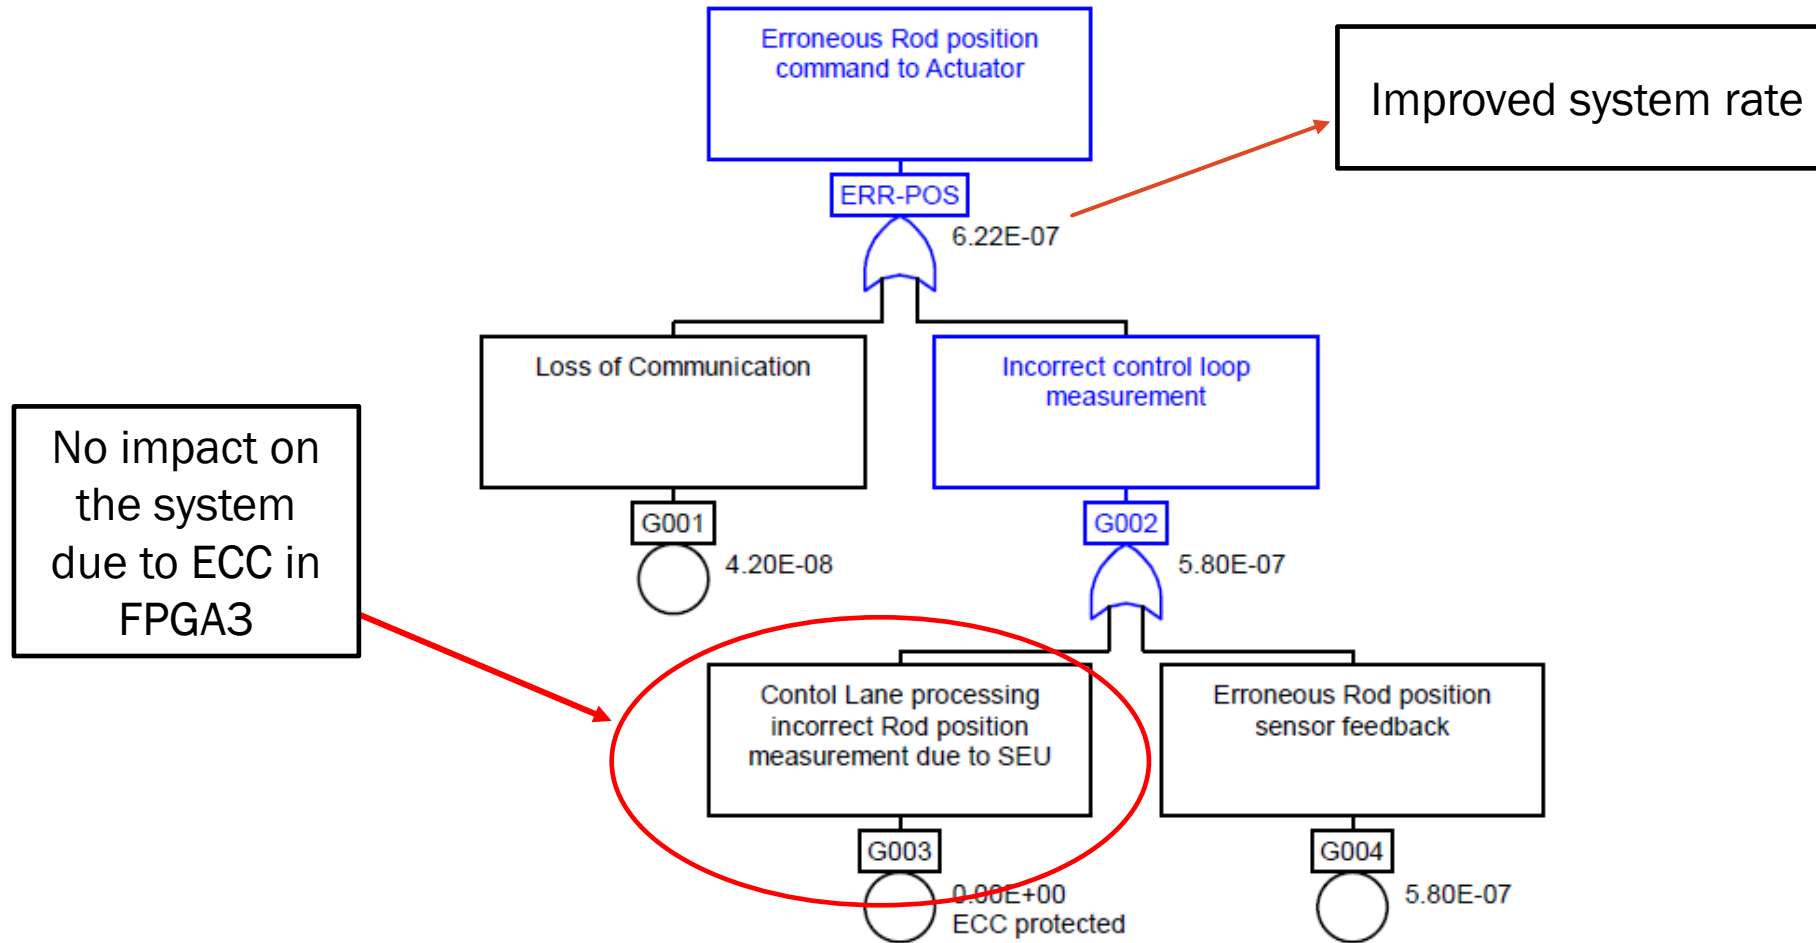 Erroneous Rod position
command to Actuator
Improved system rate
ERR-POS
6.22E-07
Loss of Communication
Incorrect control loop
measurement
No impact on
the system
due to ECC in
FPGA3
G001
4.20E-08
G002
5.80E-07
Contol Lane processing
incorrect Rod position
measurement due to SEU
Erroneous Rod position
sensor feedback
G003
0.00E+00
ECC protected
G004
5.80E-07